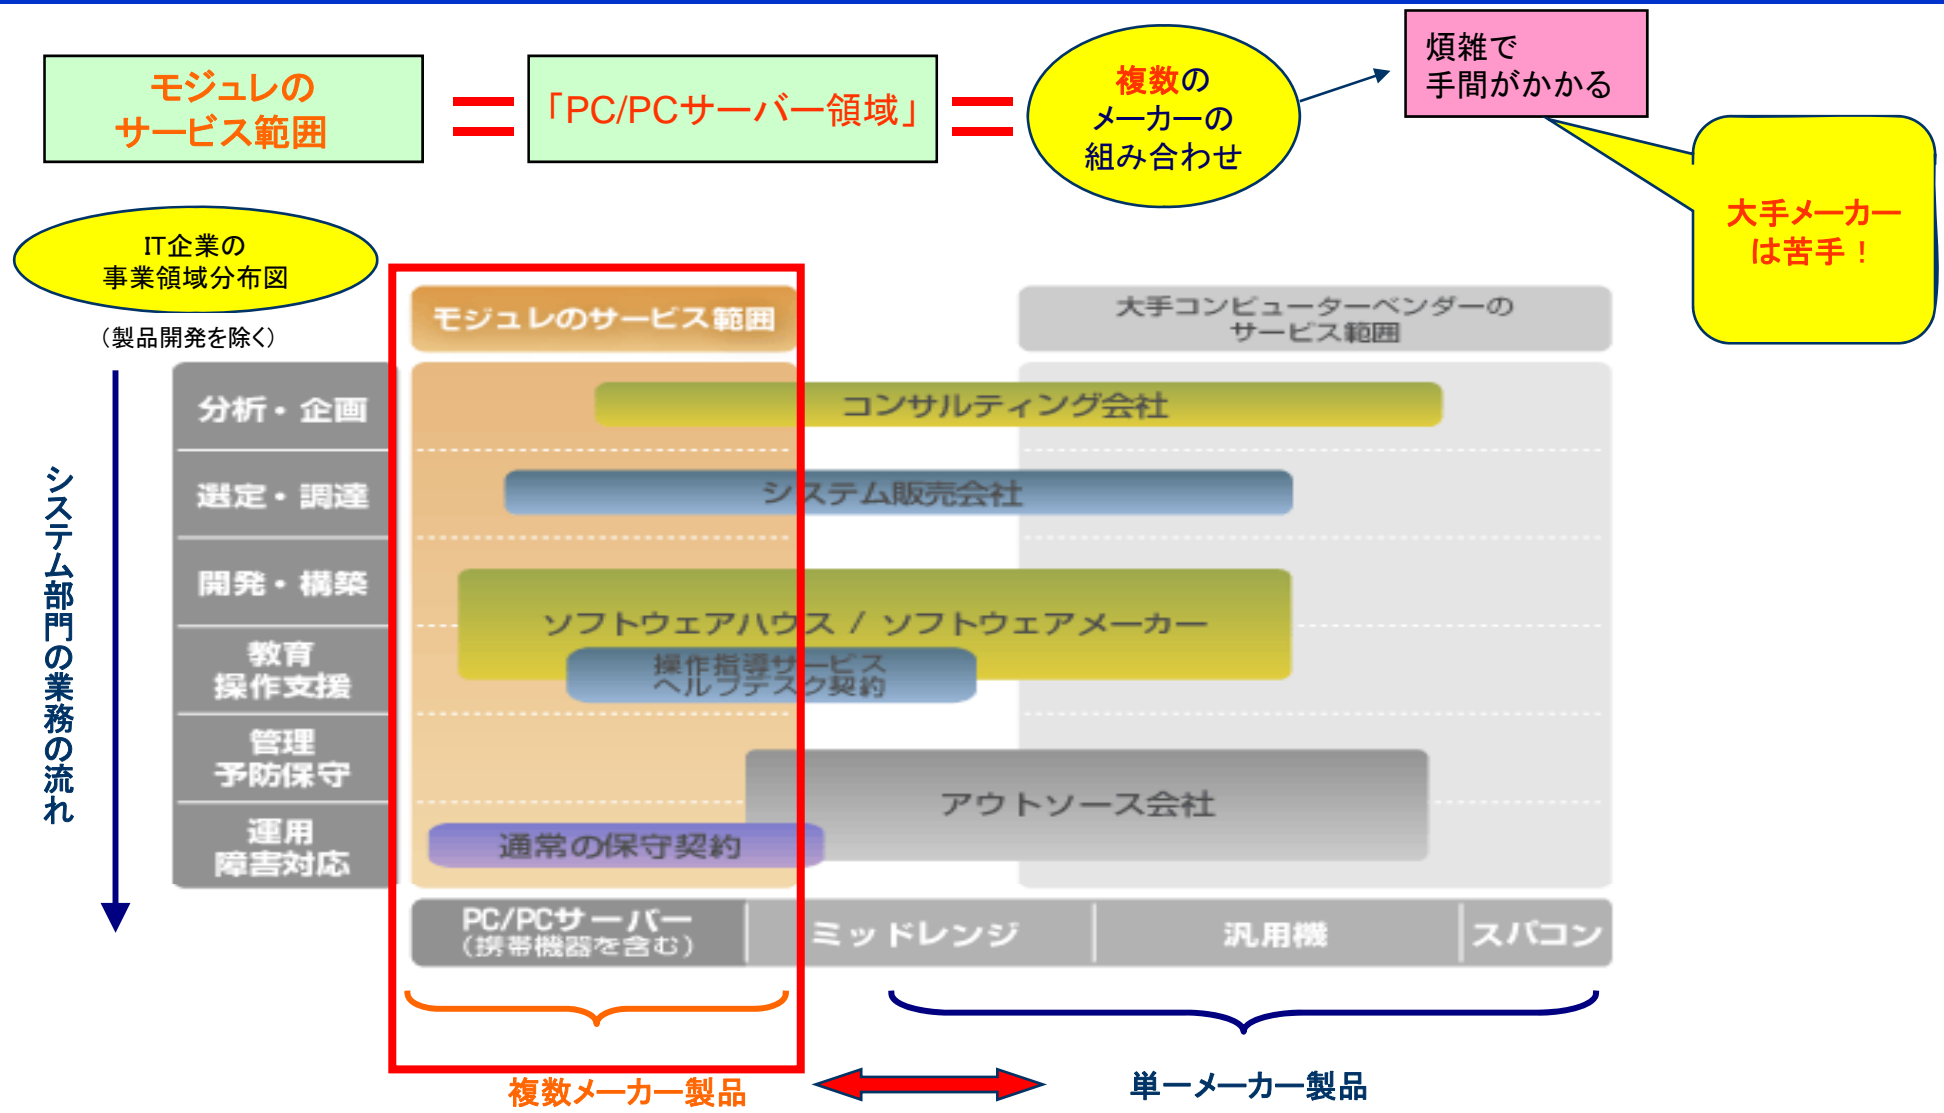 モジュレの
サービス範囲
「PC/PCサーバー領域」
複数の
メーカーの
組み合わせ
煩雑で
手間がかかる
大手メーカー
は苦手！
IT企業の
事業領域分布図
（製品開発を除く）
モジュレのサービス範囲
大手コンピューターベンダーの
サービス範囲
システム部門の業務の流れ
分析・企画
コンサルティング会社
選定・調達
システム販売会社
開発・構築
ソフトウェアハウス / ソフトウェアメーカー
教育
操作支援
操作指導サービス
ヘルプデスク契約
管理
予防保守
アウトソース会社
運用
障害対応
通常の保守契約
PC/PCサーバー
（携帯機器を含む）
ミッドレンジ
汎用機
スパコン
複数メーカー製品
単一メーカー製品